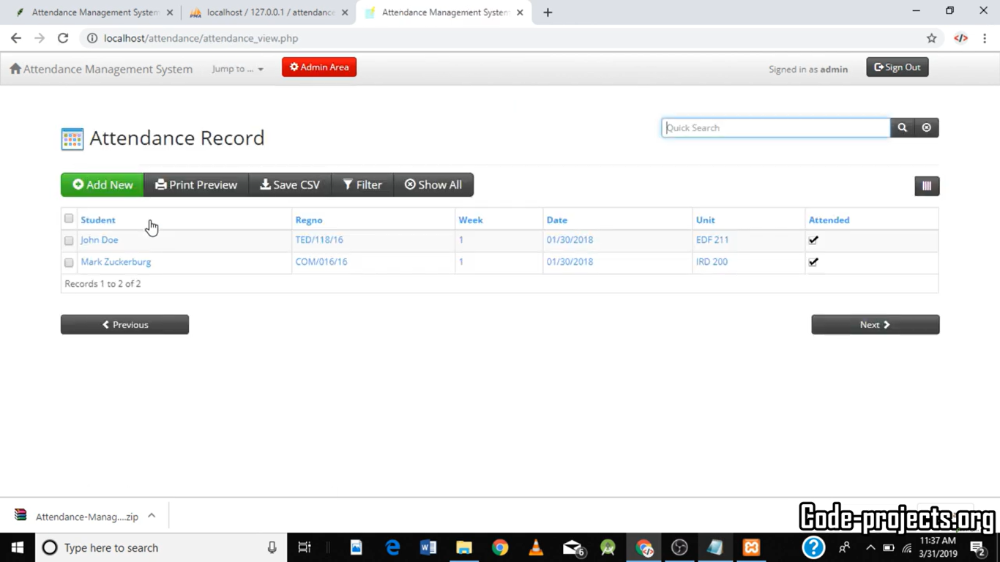 Attendance Management System
localhost / 127.0.0.1 / attendance
Attendance Management System
localhost/attendance/attendance_view.php
Attendance Management System
Jump to ...
Admin Area
Signed in as admin
Sign Out
Attendance Record
Quick Search
Add New
Print Preview
Save CSV
Filter
Show All
Student Regno Week Date Unit Attended
John Doe TED/118/16 1 01/30/2018 EDF 211
Mark Zuckerburg COM/016/16 1 01/30/2018 IRD 200
Records 1 to 2 of 2
Previous
Next
Attendance-Manag....zip
Code-projects.org
Type here to search
6
11:37 AM
3/31/2019
2